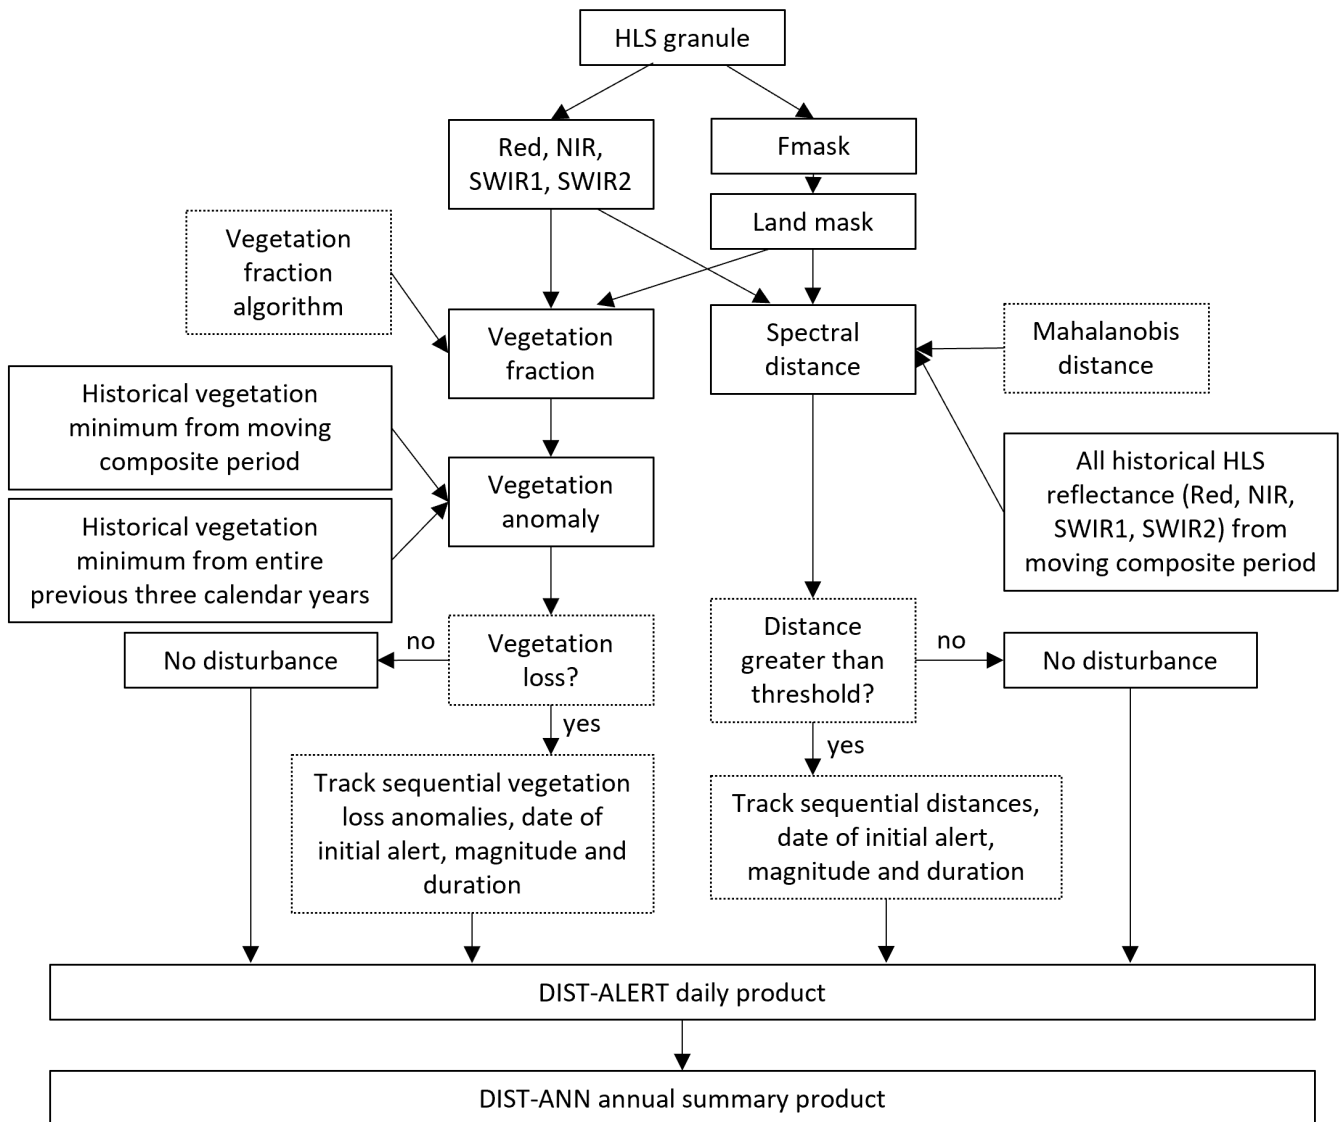 HLS granule
Red, NIR,
SWIR1, SWIR2
Fmask
Land mask
Vegetation
fraction
algorithm
Vegetation
fraction
Spectral
distance
Mahalanobis
distance
Historical vegetation
minimum from moving
composite period
Vegetation
anomaly
All historical HLS
reflectance (Red, NIR,
SWIR1, SWIR2) from
moving composite period
Historical vegetation
minimum from entire
previous three calendar years
No disturbance
no
Vegetation
loss?
Distance
greater than
threshold?
no
No disturbance
yes
yes
Track sequential vegetation
loss anomalies, date of
initial alert, magnitude and
duration
Track sequential distances,
date of initial alert,
magnitude and duration
DIST-ALERT daily product
DIST-ANN annual summary product